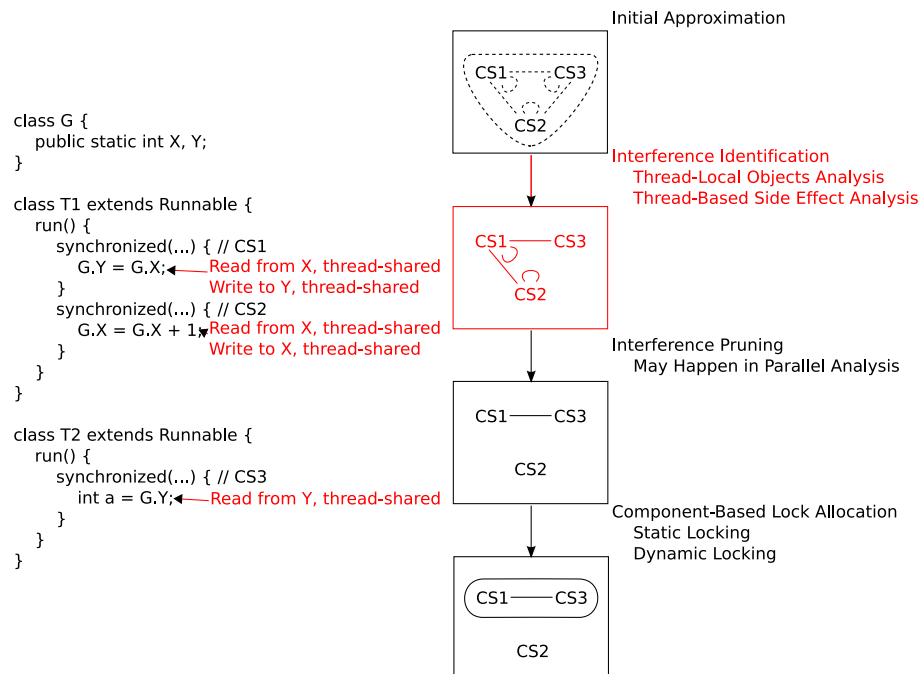 class G {
public static int X, Y;
}
class T1 extends Runnable {
run() {
synchronized(...) { // CS1
G.Y = G.X;
Read from X, thread-shared
Write to Y, thread-shared
}
synchronized(...) { // CS2
G.X = G.X + 1;
Read from X, thread-shared
Write to X, thread-shared
}
}
}
class T2 extends Runnable {
run() {
synchronized(...) { // CS3
int a = G.Y;
Read from Y, thread-shared
}
}
}
Initial Approximation
CS1 CS3
CS2
Interference Identification
Thread-Local Objects Analysis
Thread-Based Side Effect Analysis
CS1 CS3
CS2
Interference Pruning
May Happen in Parallel Analysis
CS1 CS3
CS2
Component-Based Lock Allocation
Static Locking
Dynamic Locking
CS1 CS3
CS2